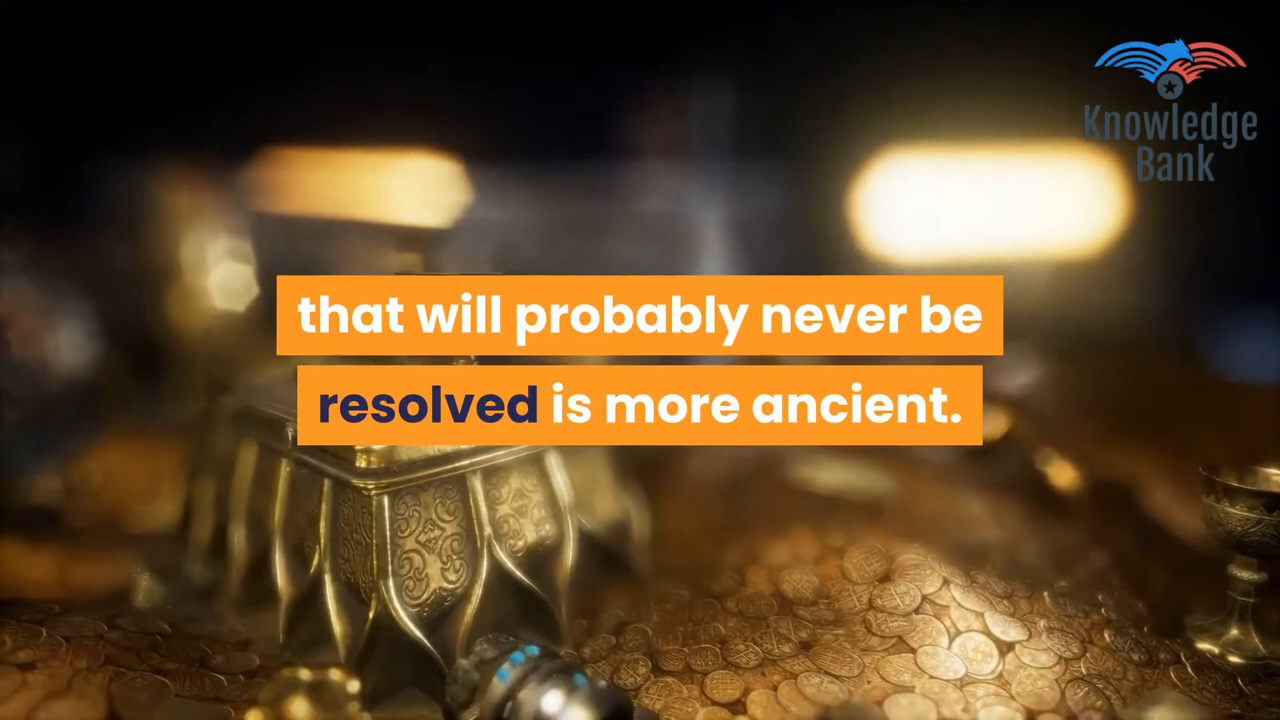 Knowledge
Bank
that will probably never be
resolved is more ancient.